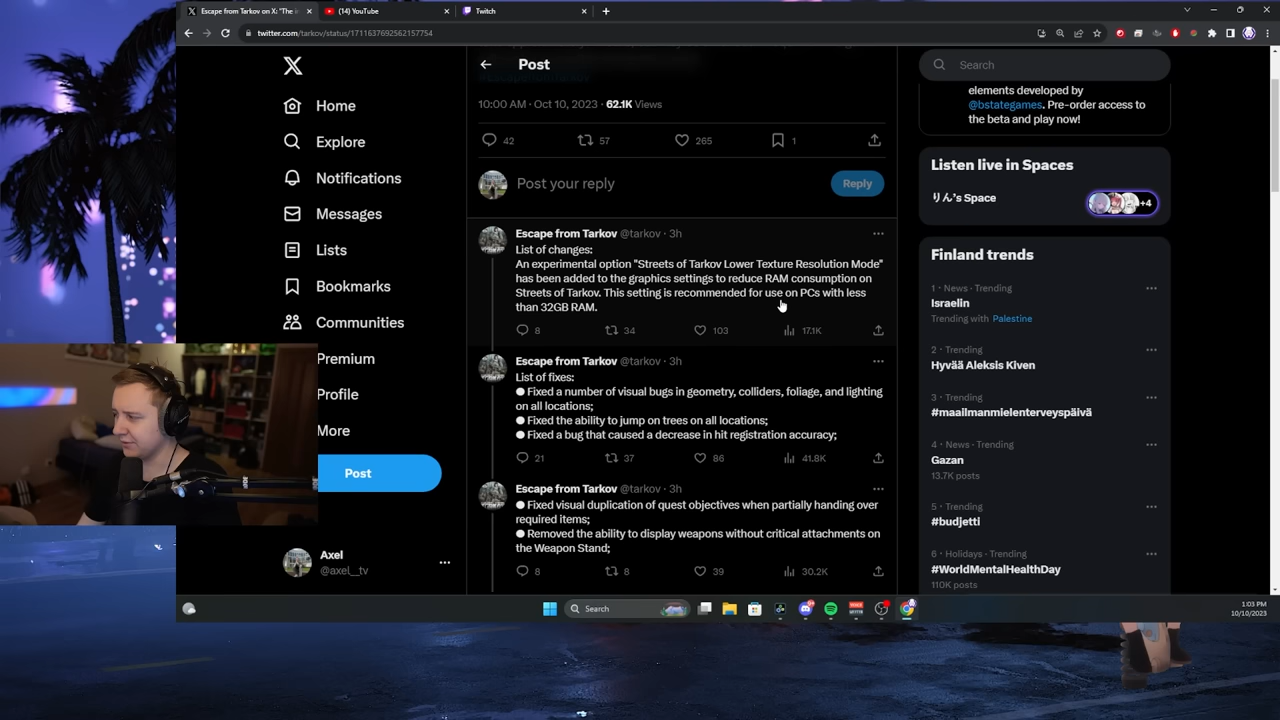 Escape from Tarkov on X: "The i
(14) YouTube
Twitch
twitter.com/tarkov/status/1711637692562157754
Home
Explore
Notifications
Messages
Lists
Bookmarks
Communities
Premium
Profile
More
Post
Axel
@axel__tv
Post
10:00 AM · Oct 10, 2023 · 62.1K Views
42
57
265
1
Post your reply
Reply
Escape from Tarkov @tarkov · 3h
List of changes:
An experimental option "Streets of Tarkov Lower Texture Resolution Mode"
has been added to the graphics settings to reduce RAM consumption on
Streets of Tarkov. This setting is recommended for use on PCs with less
than 32GB RAM.
8
34
103
17.1K
Escape from Tarkov @tarkov · 3h
List of fixes:
● Fixed a number of visual bugs in geometry, colliders, foliage, and lighting
on all locations;
● Fixed the ability to jump on trees on all locations;
● Fixed a bug that caused a decrease in hit registration accuracy;
21
37
86
41.8K
Escape from Tarkov @tarkov · 3h
● Fixed visual duplication of quest objectives when partially handing over
required items;
● Removed the ability to display weapons without critical attachments on
the Weapon Stand;
8
8
39
30.2K
Search
elements developed by
@bstategames. Pre-order access to
the beta and play now!
Listen live in Spaces
りん's Space
+4
Finland trends
1 · News · Trending
Israelin
Trending with Palestine
2 · Trending
Hyvää Aleksis Kiven
3 · Trending
#maailmanmielenterveyspäivä
4 · News · Trending
Gazan
13.7K posts
5 · Trending
#budjetti
6 · Holidays · Trending
#WorldMentalHealthDay
110K posts
Search
1:03 PM
10/10/2023